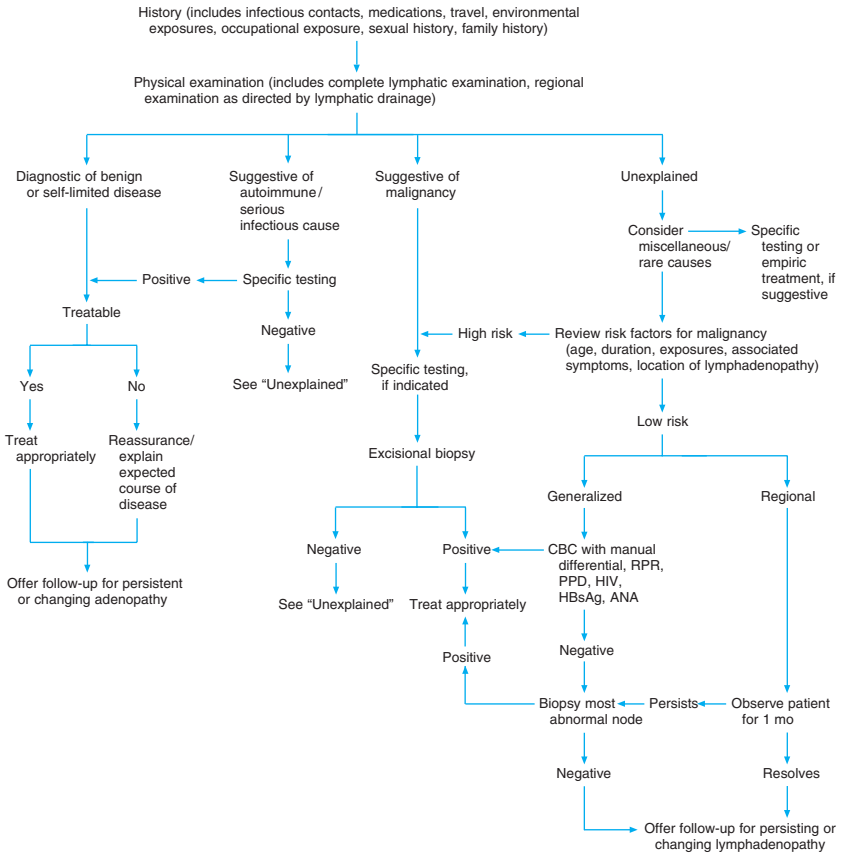 History (includes infectious contacts, medications, travel, environmental
exposures, occupational exposure, sexual history, family history)
Physical examination (includes complete lymphatic examination, regional
examination as directed by lymphatic drainage)
Diagnostic of benign
or self-limited disease
Suggestive of
autoimmune/
serious
infectious cause
Suggestive of
malignancy
Unexplained
Consider
miscellaneous/
rare causes
Specific
testing or
empiric
treatment, if
suggestive
Positive
Specific testing
Treatable
Negative
High risk
Review risk factors for malignancy
(age, duration, exposures, associated
symptoms, location of lymphadenopathy)
Yes
No
See “Unexplained”
Specific testing,
if indicated
Low risk
Treat
appropriately
Reassurance/
explain
expected
course of
disease
Excisional biopsy
Generalized
Regional
Negative
Positive
CBC with manual
differential, RPR,
PPD, HIV,
HBsAg, ANA
Offer follow-up for persistent
or changing adenopathy
See “Unexplained”
Treat appropriately
Positive
Negative
Biopsy most
abnormal node
Persists
Observe patient
for 1 mo
Negative
Resolves
Offer follow-up for persisting or
changing lymphadenopathy